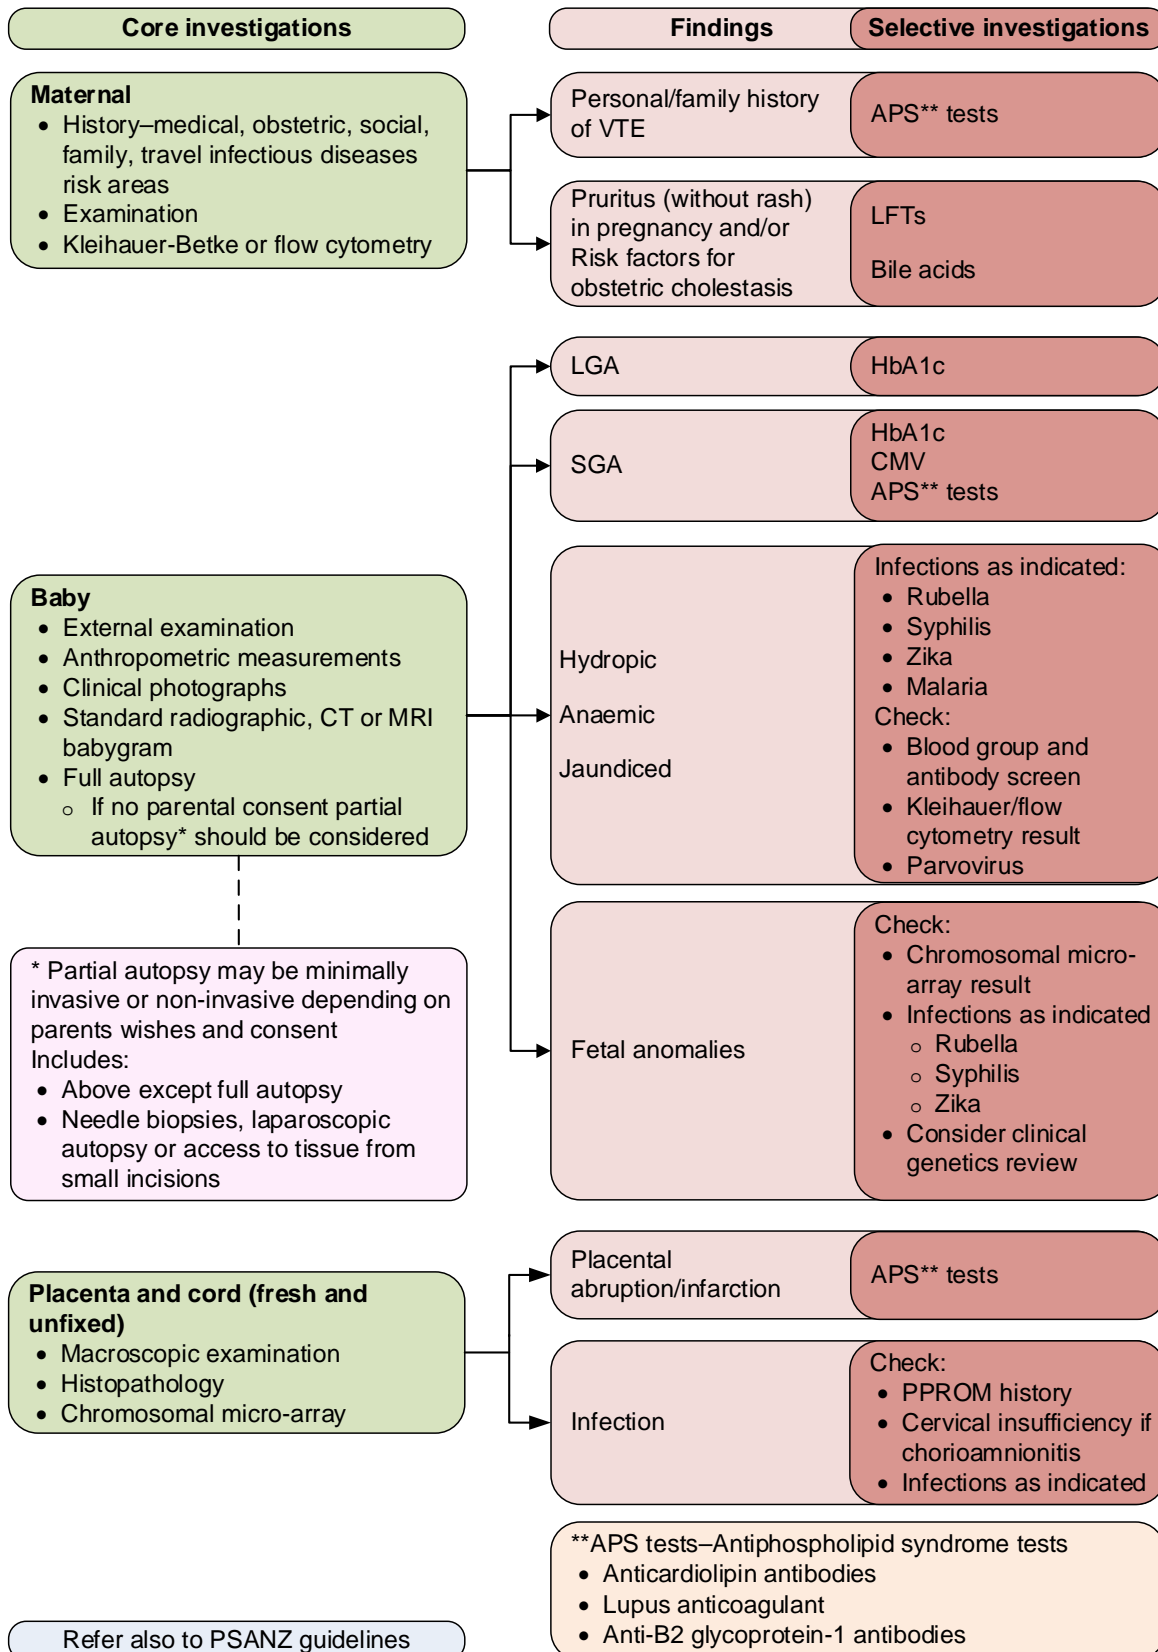 Core investigations
Findings
Selective investigations
Maternal
• History–medical, obstetric, social,
family, travel infectious diseases
risk areas
• Examination
• Kleihauer-Betke or flow cytometry
Personal/family history
of VTE
APS** tests
Pruritus (without rash)
in pregnancy and/or
Risk factors for
obstetric cholestasis
LFTs
Bile acids
Baby
• External examination
• Anthropometric measurements
• Clinical photographs
• Standard radiographic, CT or MRI
babygram
• Full autopsy
o If no parental consent partial
autopsy* should be considered
* Partial autopsy may be minimally
invasive or non-invasive depending on
parents wishes and consent
Includes:
• Above except full autopsy
• Needle biopsies, laparoscopic
autopsy or access to tissue from
small incisions
LGA
HbA1c
SGA
HbA1c
CMV
APS** tests
Hydropic
Anaemic
Jaundiced
Infections as indicated:
• Rubella
• Syphilis
• Zika
• Malaria
Check:
• Blood group and
antibody screen
• Kleihauer/flow
cytometry result
• Parvovirus
Fetal anomalies
Check:
• Chromosomal micro-
array result
• Infections as indicated
o Rubella
o Syphilis
o Zika
• Consider clinical
genetics review
Placenta and cord (fresh and
unfixed)
• Macroscopic examination
• Histopathology
• Chromosomal micro-array
Placental
abruption/infarction
APS** tests
Infection
Check:
• PPROM history
• Cervical insufficiency if
chorioamnionitis
• Infections as indicated
**APS tests–Antiphospholipid syndrome tests
• Anticardiolipin antibodies
• Lupus anticoagulant
• Anti-B2 glycoprotein-1 antibodies
Refer also to PSANZ guidelines